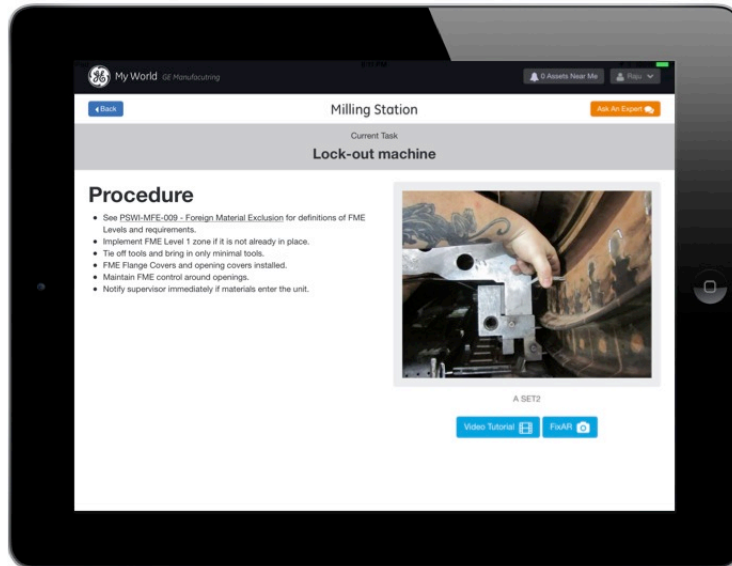 My World GE Manufacutring
0 Assets Near Me
Raju
Back
Milling Station
Ask An Expert
Current Task
Lock-out machine
Procedure
See PSWI-MFE-009 - Foreign Material Exclusion for definitions of FME
Levels and requirements.
Implement FME Level 1 zone if it is not already in place.
Tie off tools and bring in only minimal tools.
FME Flange Covers and opening covers installed.
Maintain FME control around openings.
Notify supervisor immediately if materials enter the unit.
A SET2
Video Tutorial
FixAR